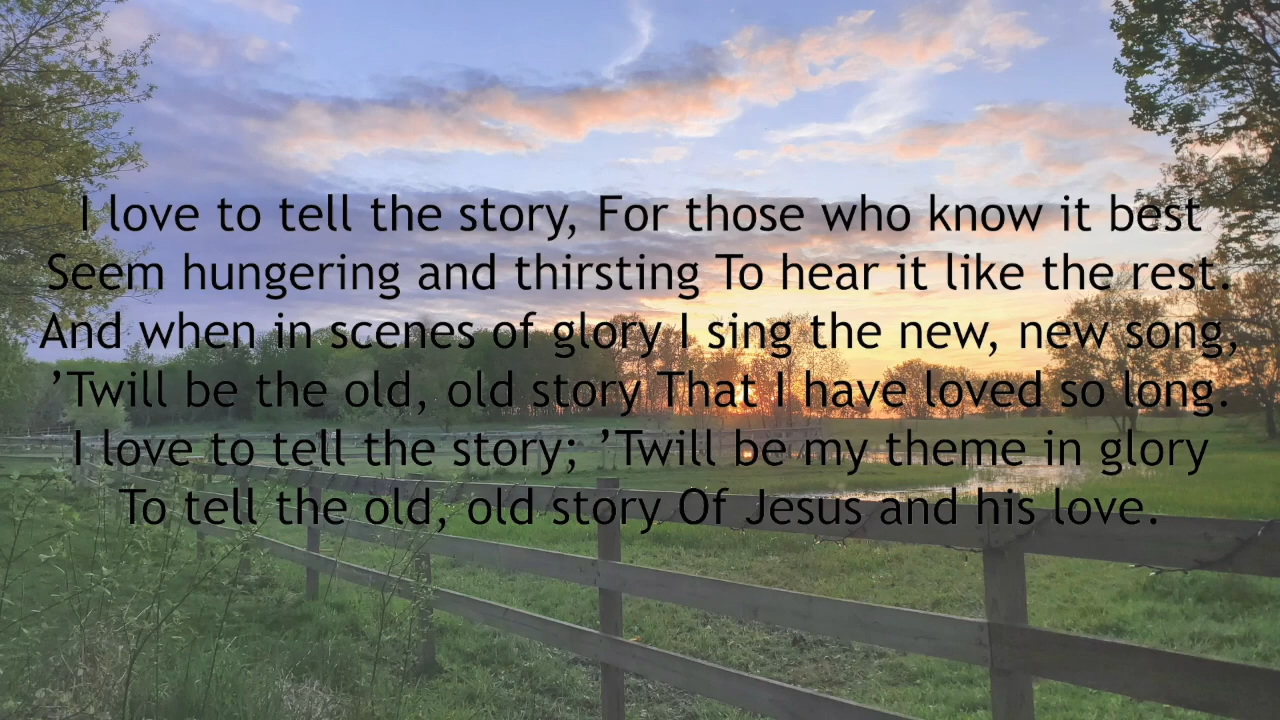 I love to tell the story, For those who know it best
Seem hungering and thirsting To hear it like the rest.
And when in scenes of glory I sing the new, new song,
’Twill be the old, old story That I have loved so long.
I love to tell the story; ’Twill be my theme in glory
To tell the old, old story Of Jesus and his love.